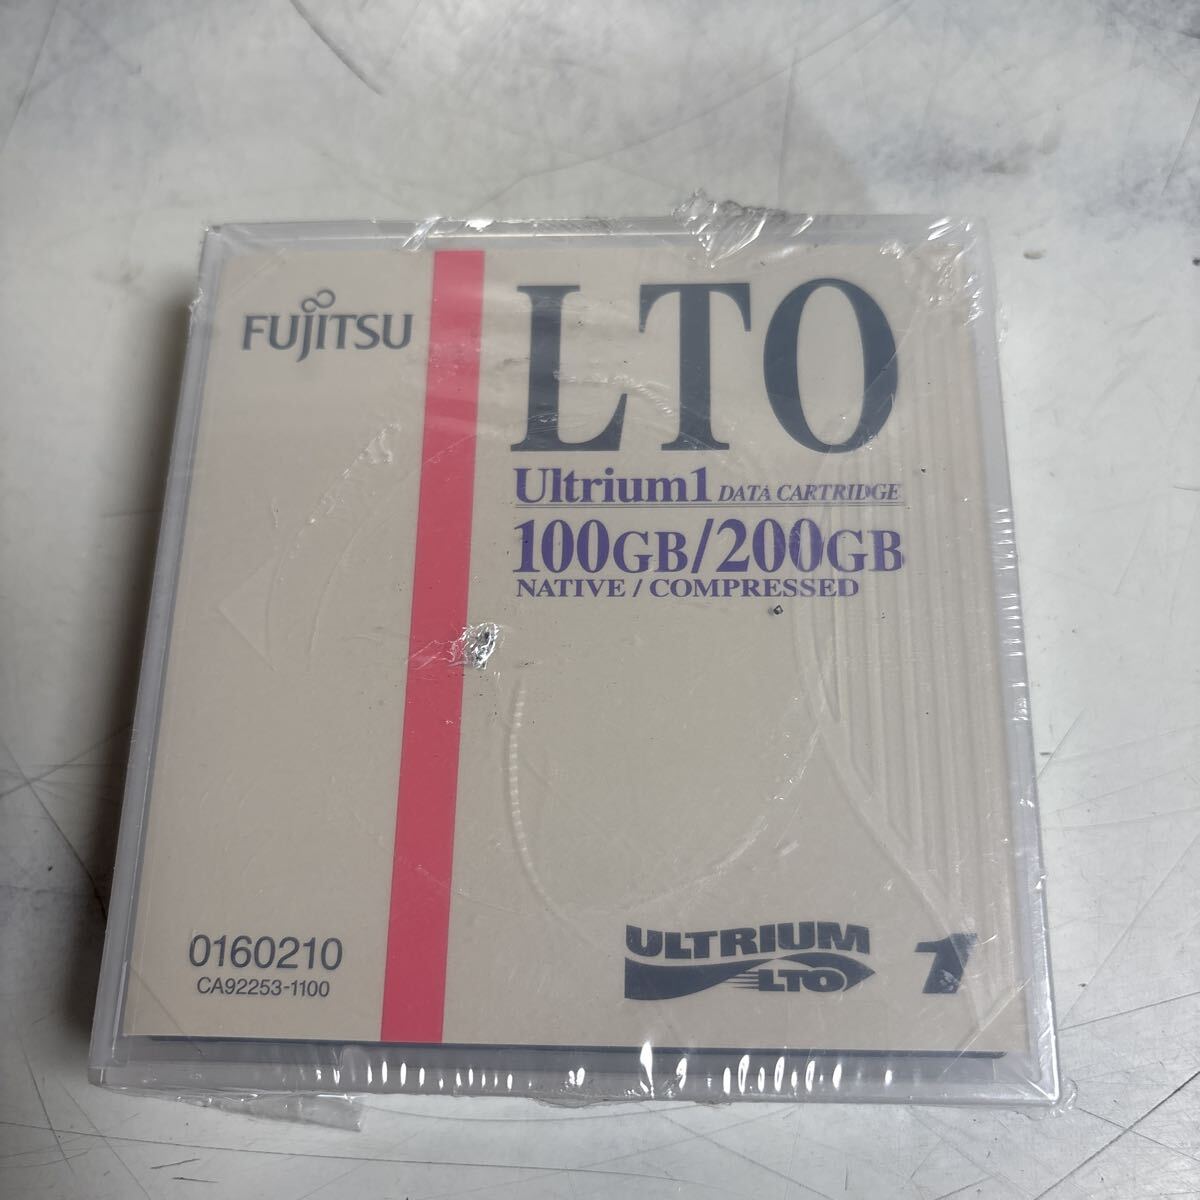 FUJITSU
LTO
Ultrium1 DATA CARTRIDGE
100GB/200GB
NATIVE / COMPRESSED
0160210
CA92253-1100
ULTRIUM
LTO
1